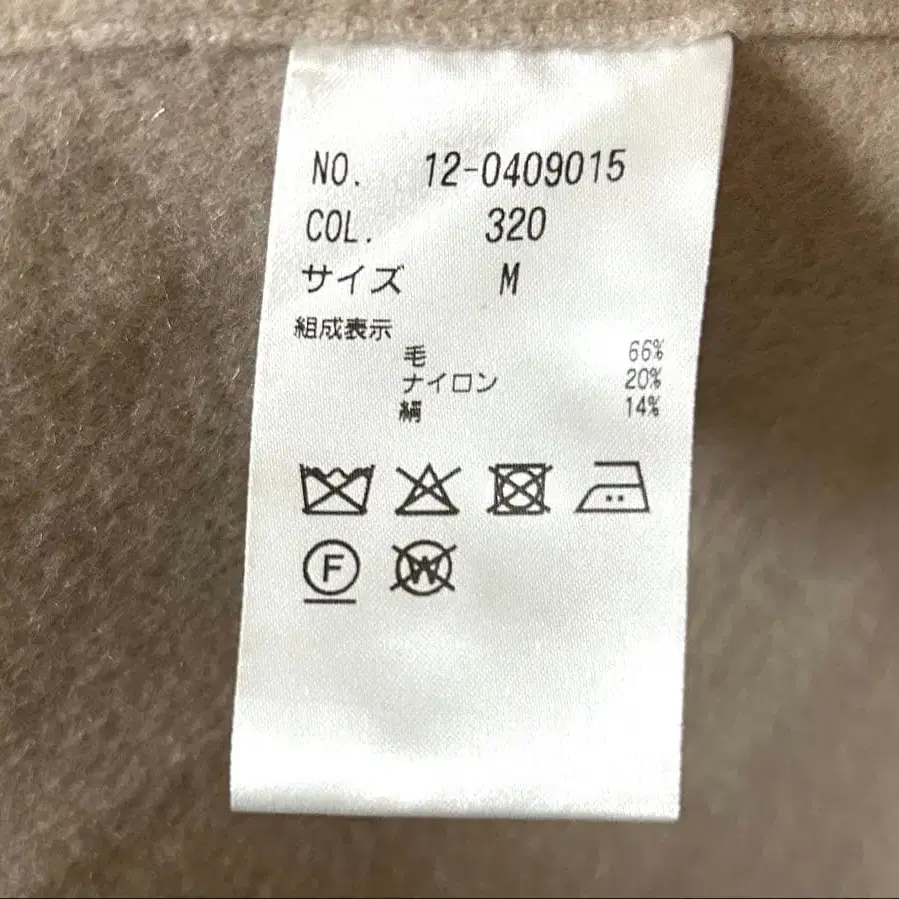 NO. 12-0409015
COL. 320
サイズ M
組成表示
毛 66%
ナイロン 20%
絹 14%
F W